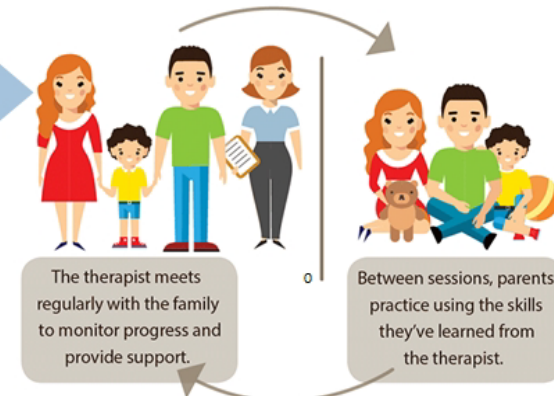 The therapist meets
regularly with the family
to monitor progress and
provide support.
0
Between sessions, parents
practice using the skills
they've learned from
the therapist.